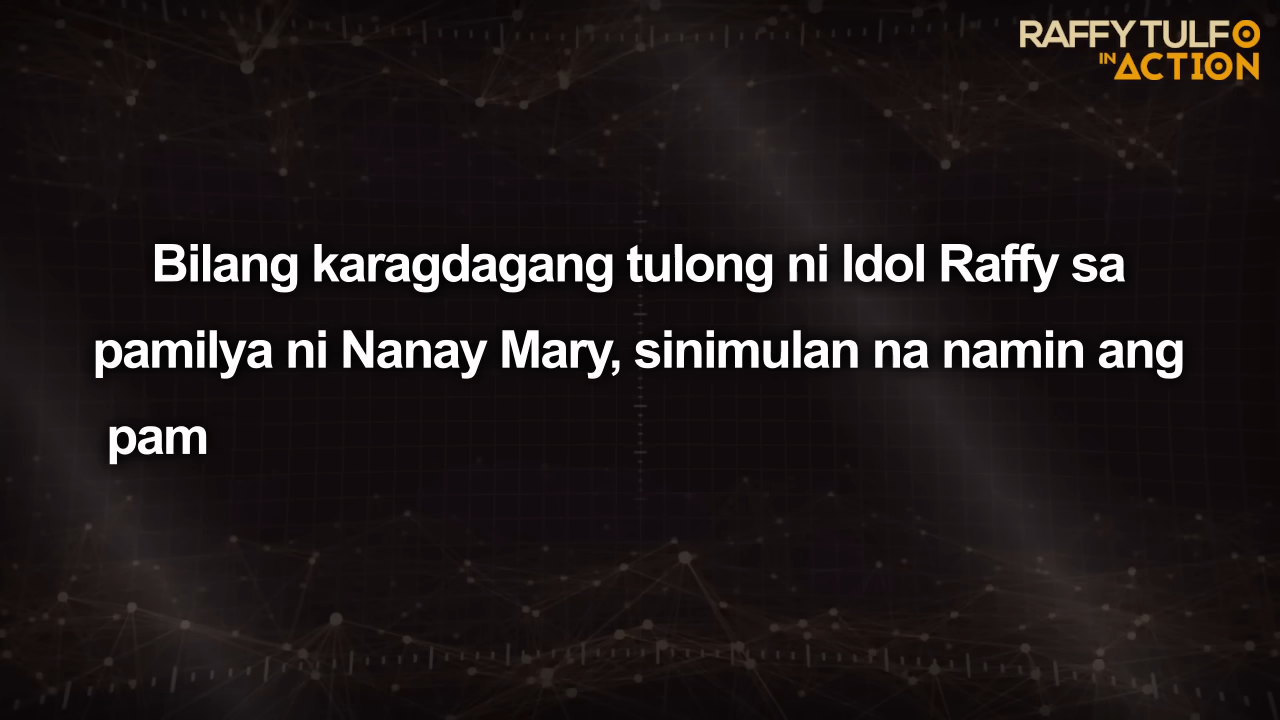 RAFFY TULFO
IN ACTION
Bilang karagdagang tulong ni Idol Raffy sa
pamilya ni Nanay Mary, sinimulan na namin ang
pam